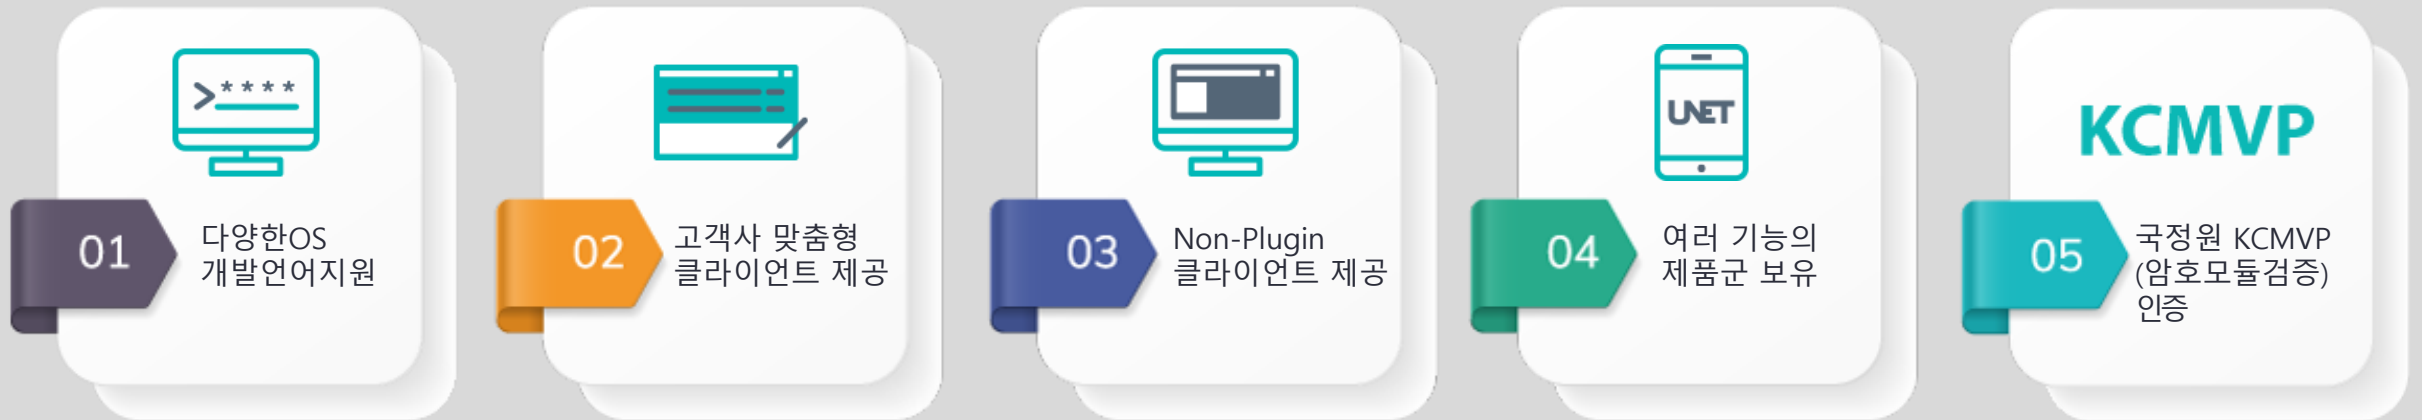 >****
01
다양한OS
개발언어지원
02
고객사 맞춤형
클라이언트 제공
03
Non-Plugin
클라이언트 제공
UNET
04
여러 기능의
제품군 보유
KCMVP
05
국정원 KCMVP
(암호모듈검증)
인증